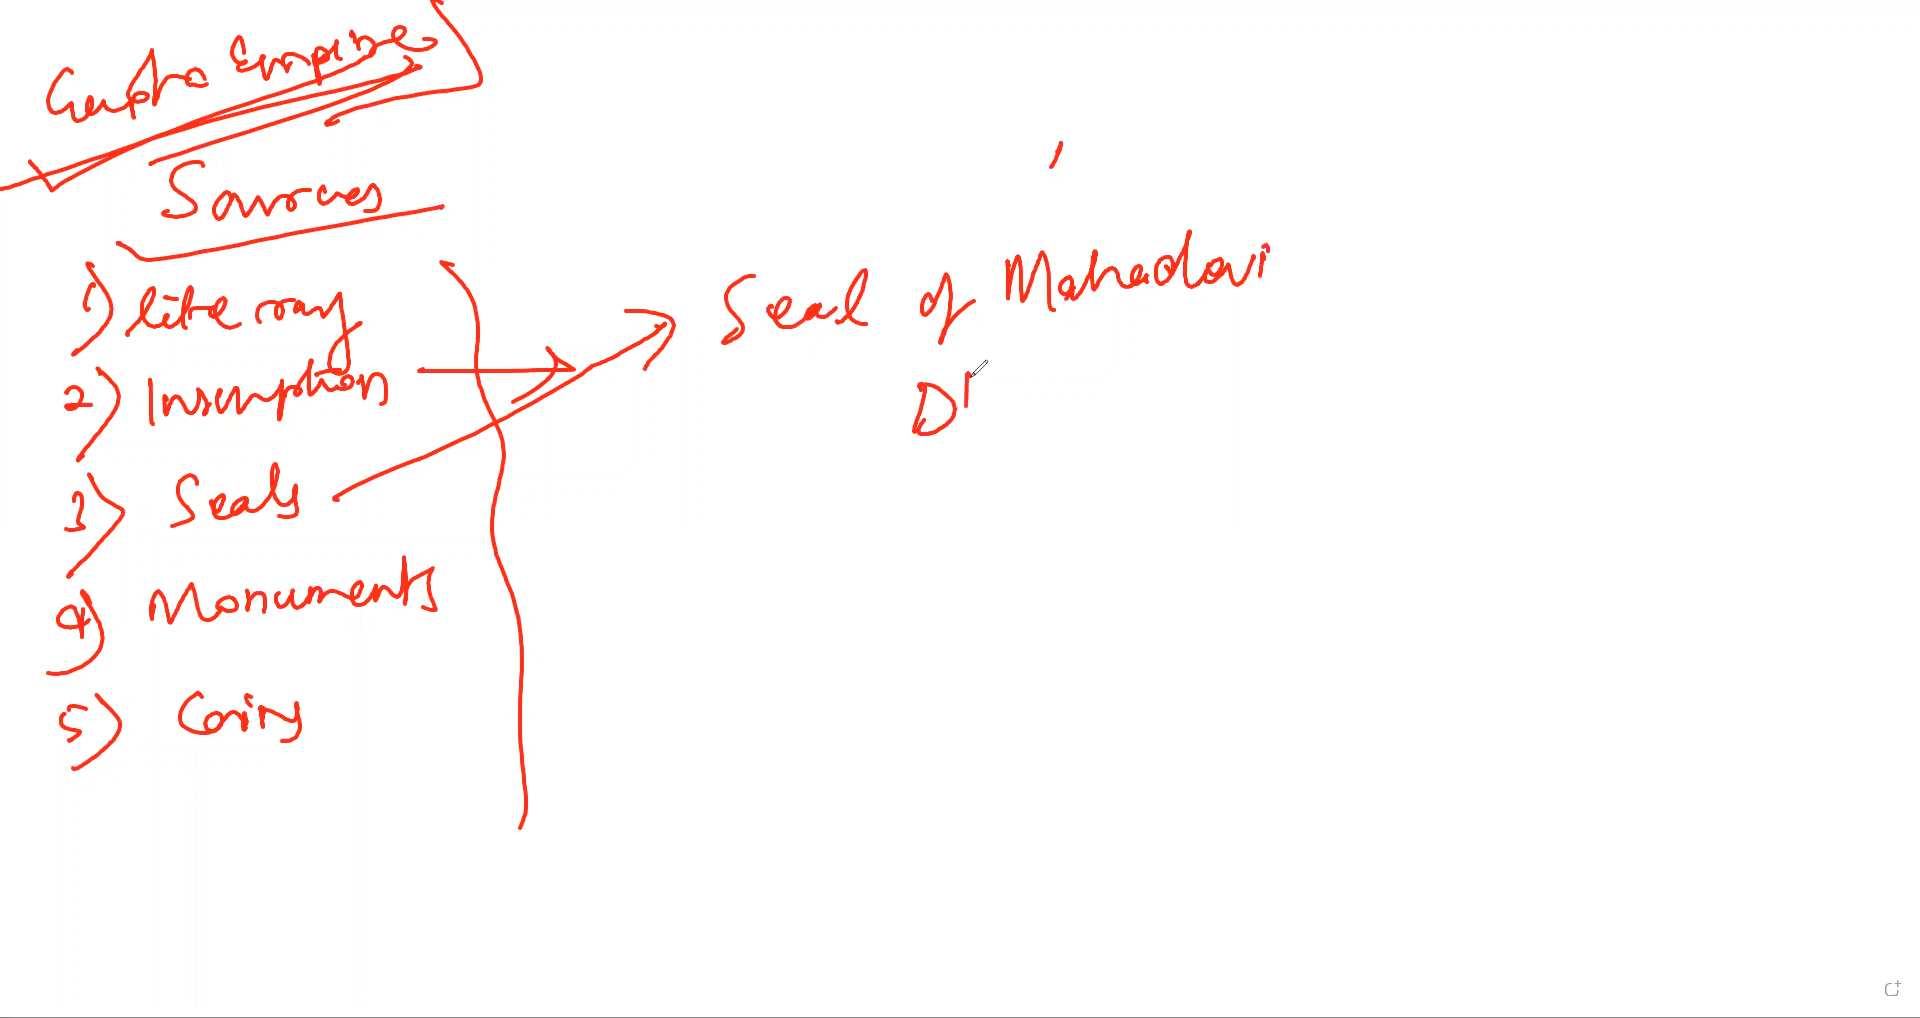 Gupta Empire
Sources
1) literary
2) Inscription
3) Seals
4) Monuments
5) Coins
Seal of Mahadevi
D